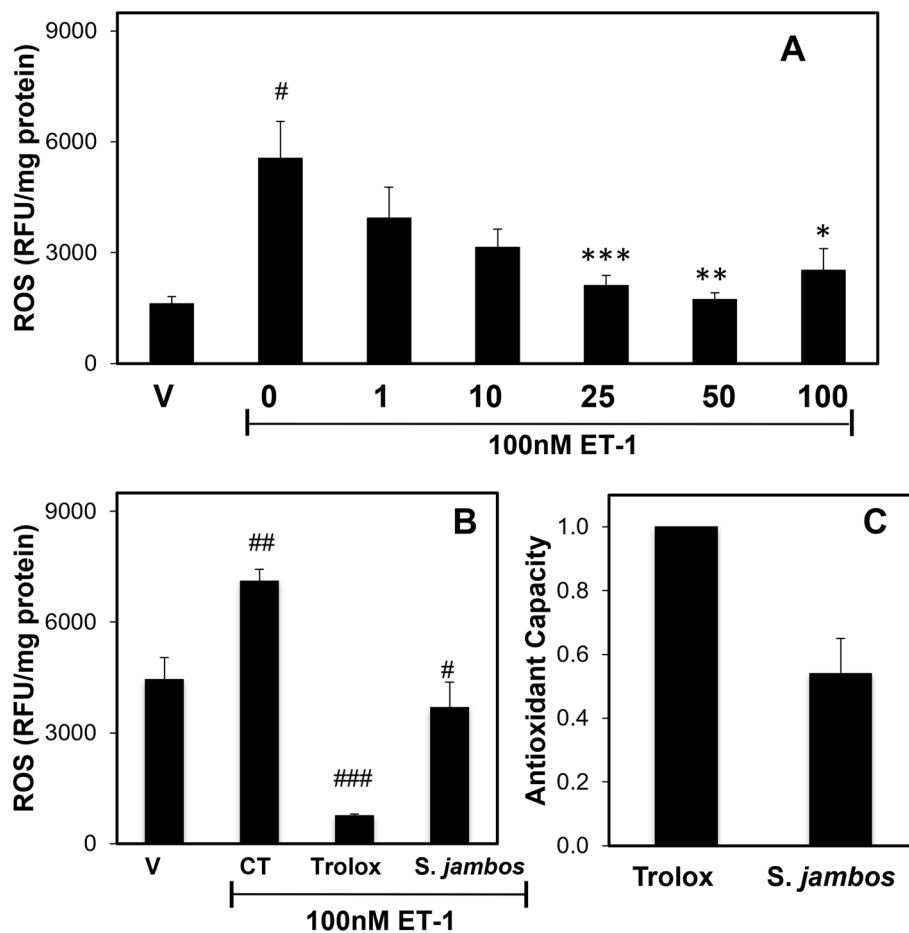 A
ROS (RFU/mg protein)
9000
6000
3000
0
#
***
**
*
V 0 1 10 25 50 100
100nM ET-1
B
ROS (RFU/mg protein)
9000
6000
3000
0
##
###
#
V CT Trolox S. jambos
100nM ET-1
C
Antioxidant Capacity
1.0
0.8
0.6
0.4
0.2
0.0
Trolox S. jambos